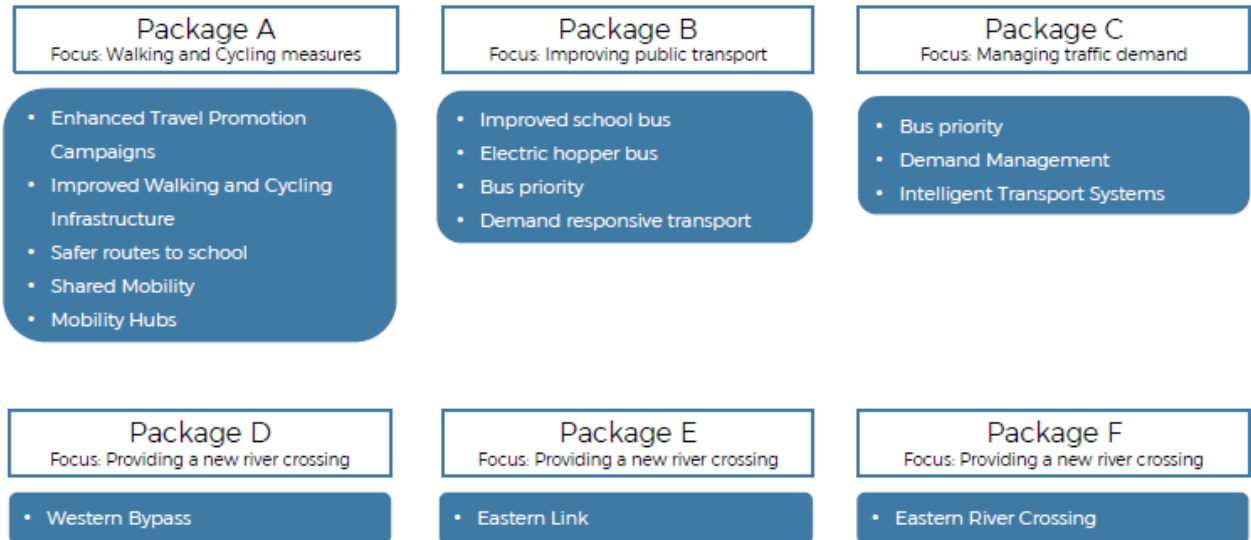 Package A
Focus: Walking and Cycling measures
• Enhanced Travel Promotion
Campaigns
• Improved Walking and Cycling
Infrastructure
• Safer routes to school
• Shared Mobility
• Mobility Hubs
Package B
Focus: Improving public transport
• Improved school bus
• Electric hopper bus
• Bus priority
• Demand responsive transport
Package C
Focus: Managing traffic demand
• Bus priority
• Demand Management
• Intelligent Transport Systems
Package D
Focus: Providing a new river crossing
• Western Bypass
Package E
Focus: Providing a new river crossing
• Eastern Link
Package F
Focus: Providing a new river crossing
• Eastern River Crossing